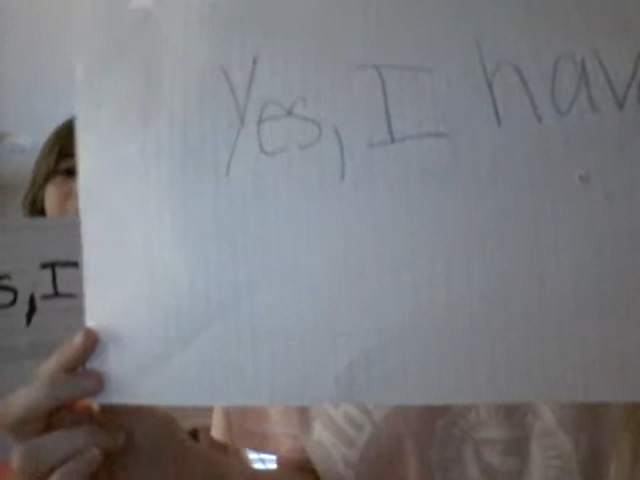 Yes, I hav
s, I